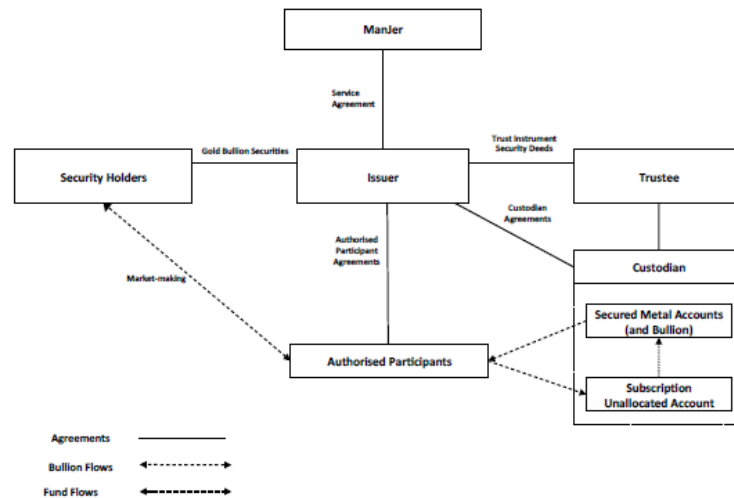 ManJer
Service
Agreement
Gold Bullion Securities
Trust Instrument
Security Deeds
Security Holders
Issuer
Trustee
Custodian
Agreements
Authorised
Participant
Agreements
Custodian
Market-making
Secured Metal Accounts
(and Bullion)
Authorised Participants
Subscription
Unallocated Account
Agreements
Bullion Flows
Fund Flows